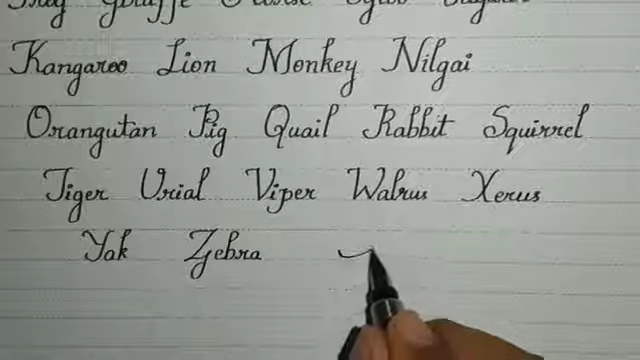 Kangaroo Lion Monkey Nilgai
Orangutan Pig Quail Rabbit Squirrel
Tiger Urial Viper Walrus Xerus
Yak Zebra